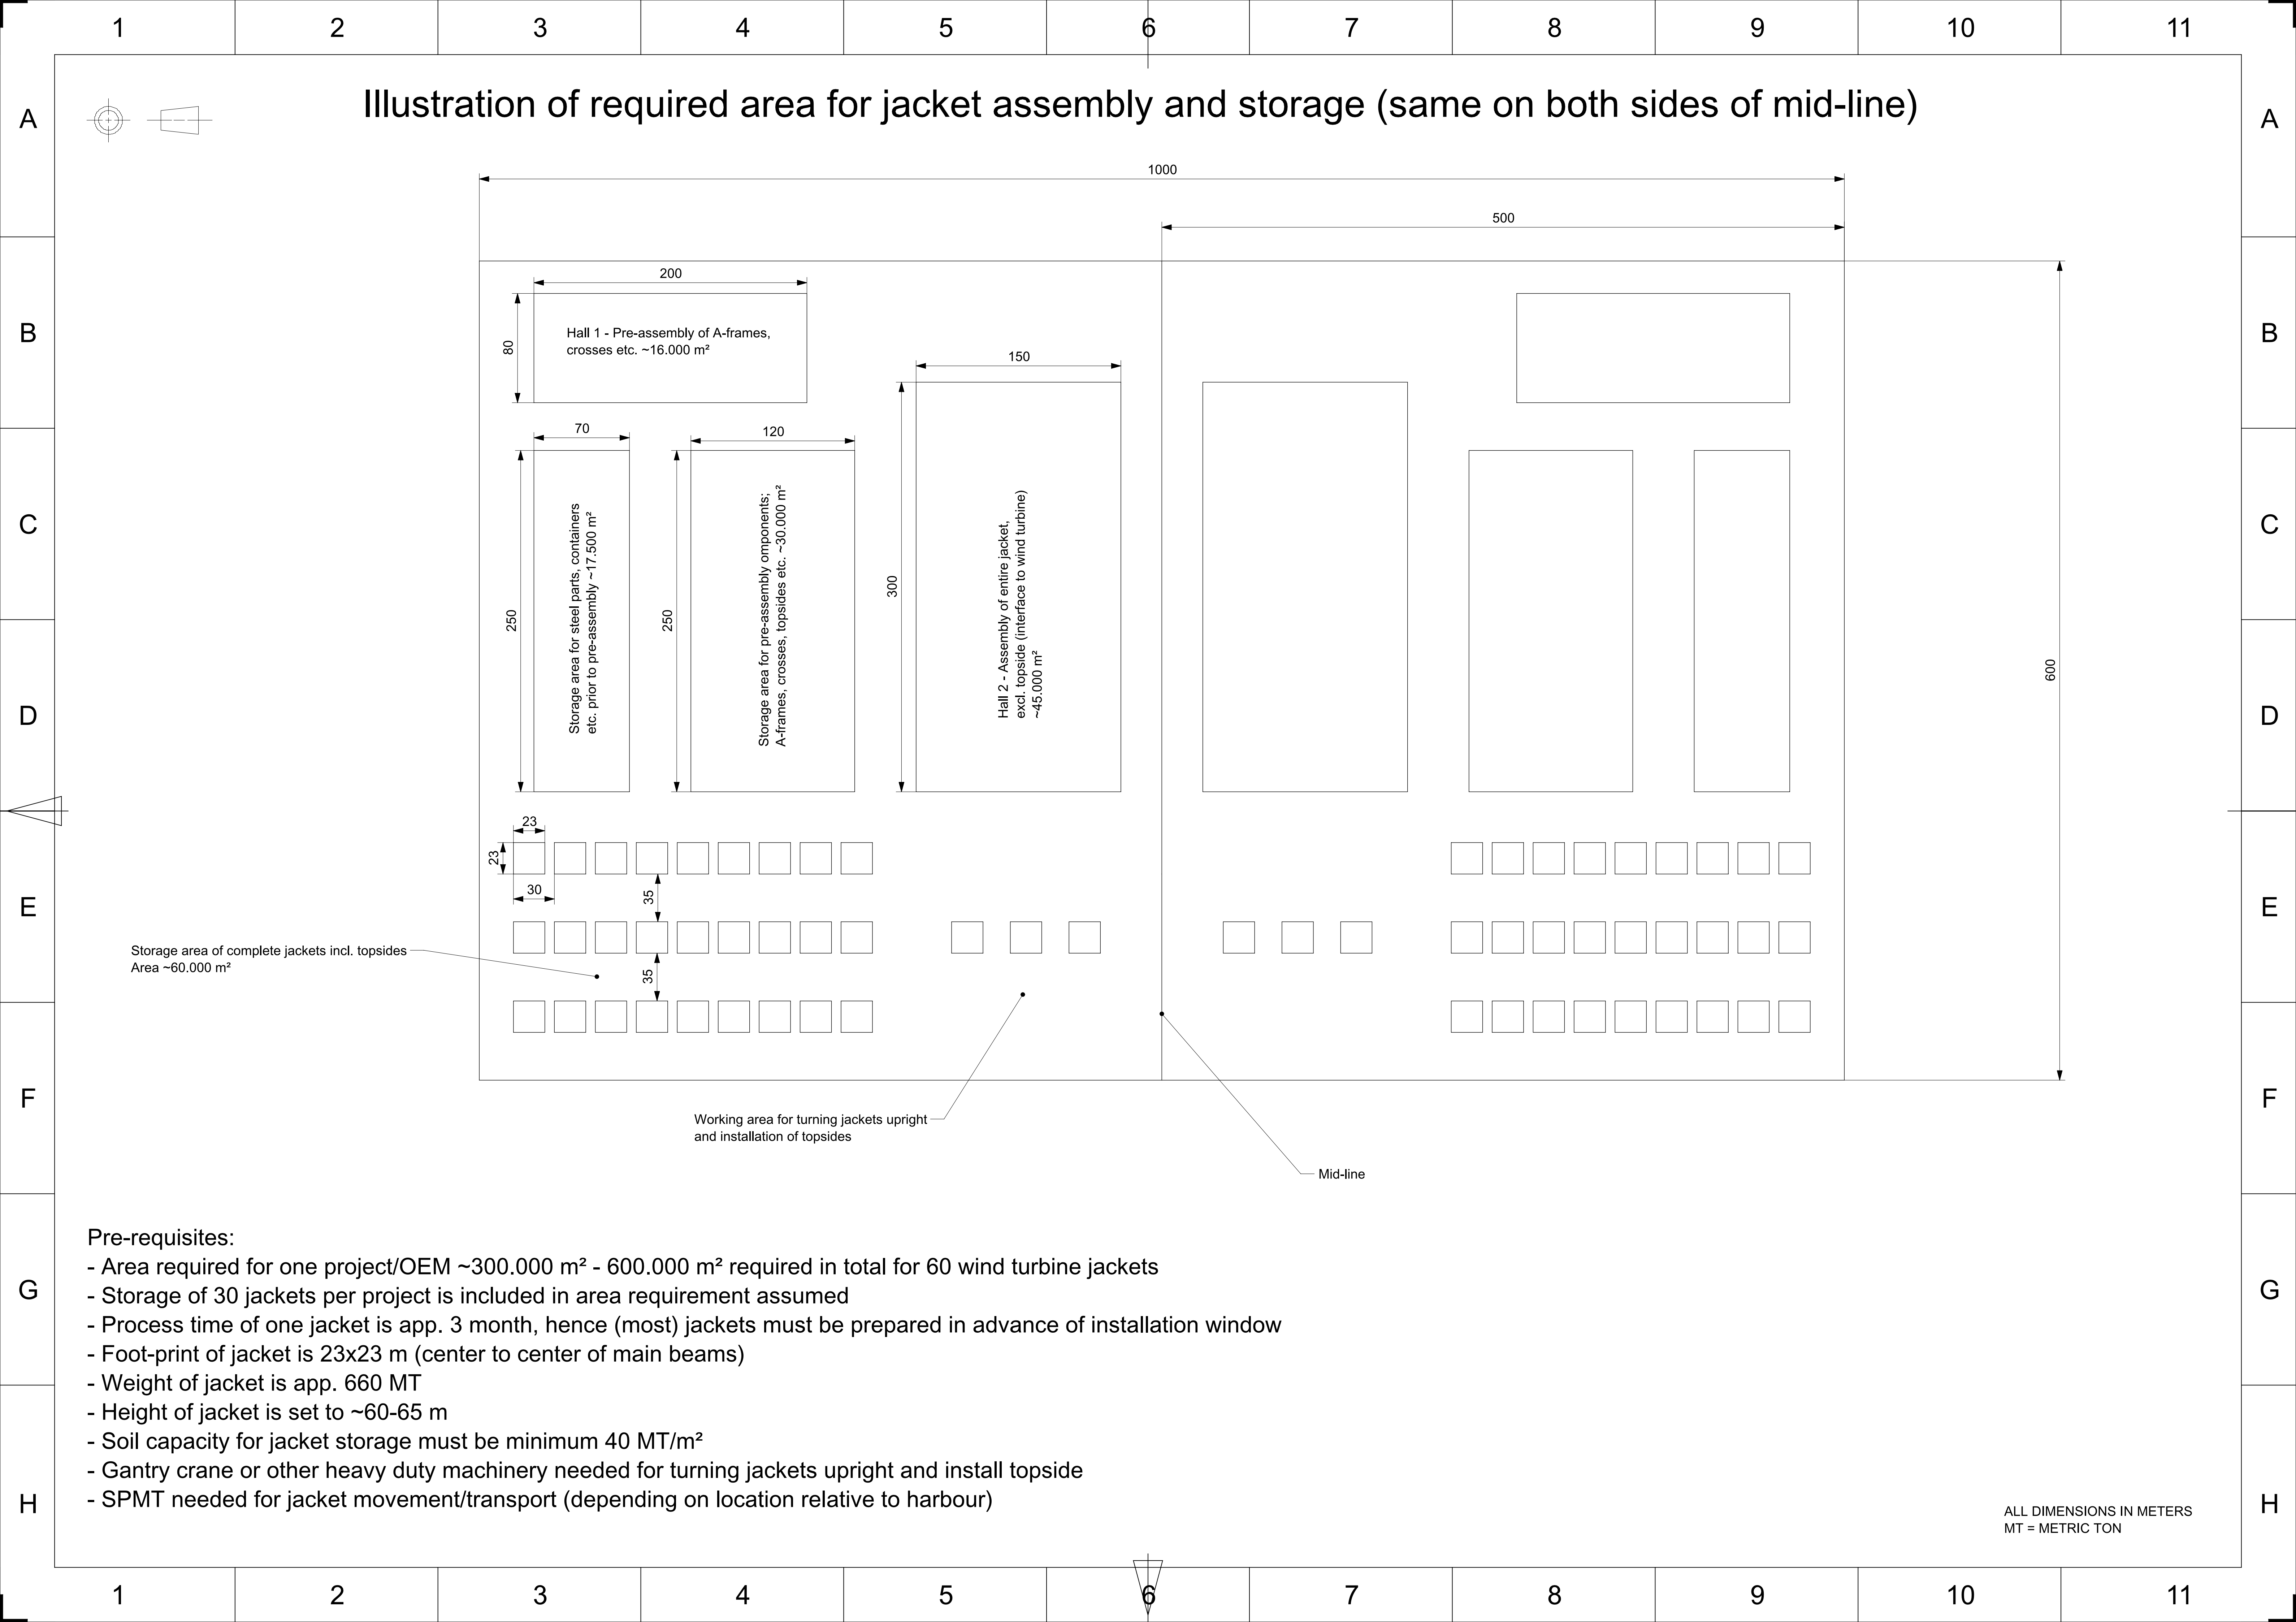 1 2 3 4 5 6 7 8 9 10 11
A A
Illustration of required area for jacket assembly and storage (same on both sides of mid-line)
1000
500
200
B B
80
Hall 1 - Pre-assembly of A-frames,
crosses etc. ~16.000 m²
150
70
120
C C
250
Storage area for steel parts, containers
etc. prior to pre-assembly ~17.500 m²
250
Storage area for pre-assembly omponents;
A-frames, crosses, topsides etc. ~30.000 m²
300
Hall 2 - Assembly of entire jacket,
excl. topside (interface to wind turbine)
~45.000 m²
600
D D
23
23
30
35
E E
35
Storage area of complete jackets incl. topsides
Area ~60.000 m²
F F
Working area for turning jackets upright
and installation of topsides
Mid-line
Pre-requisites:
- Area required for one project/OEM ~300.000 m² - 600.000 m² required in total for 60 wind turbine jackets
G G
- Storage of 30 jackets per project is included in area requirement assumed
- Process time of one jacket is app. 3 month, hence (most) jackets must be prepared in advance of installation window
- Foot-print of jacket is 23x23 m (center to center of main beams)
- Weight of jacket is app. 660 MT
- Height of jacket is set to ~60-65 m
- Soil capacity for jacket storage must be minimum 40 MT/m²
- Gantry crane or other heavy duty machinery needed for turning jackets upright and install topside
- SPMT needed for jacket movement/transport (depending on location relative to harbour)
H H
ALL DIMENSIONS IN METERS
MT = METRIC TON
1 2 3 4 5 6 7 8 9 10 11